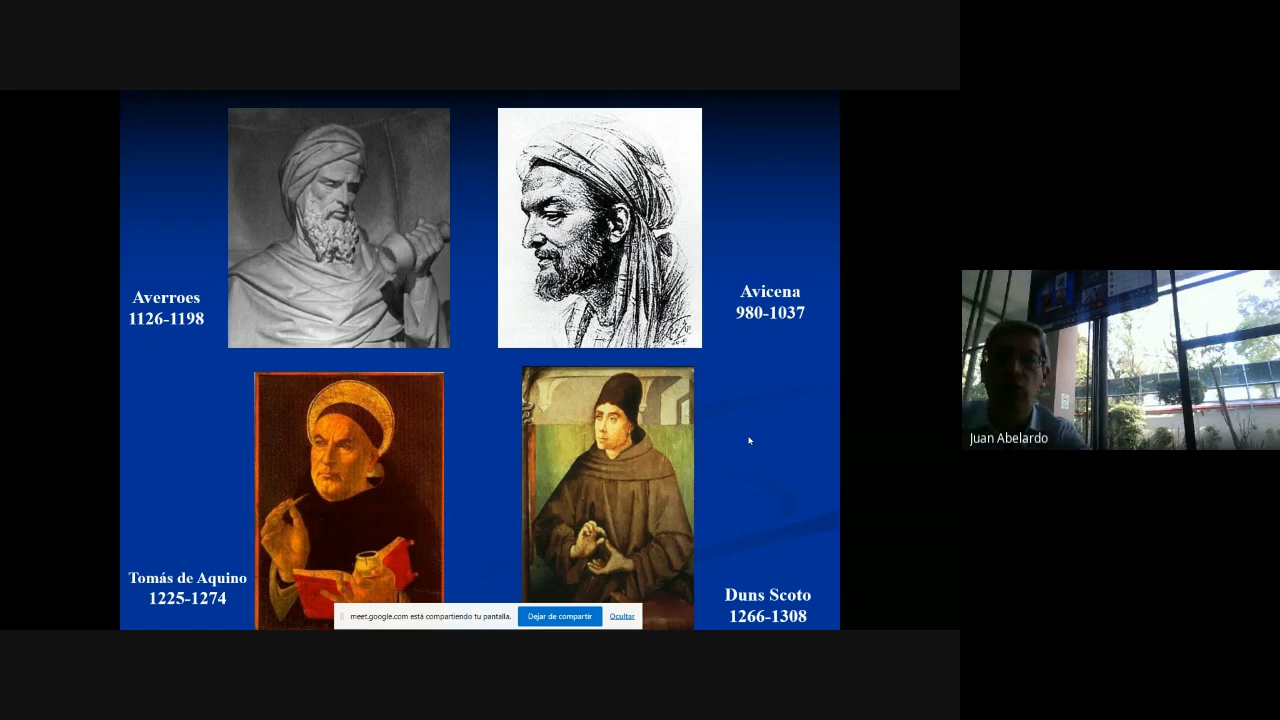 Averroes
1126-1198
Avicena
980-1037
Tomás de Aquino
1225-1274
Duns Scoto
1266-1308
meet.google.com está compartiendo tu pantalla.
Dejar de compartir
Ocultar
Juan Abelardo